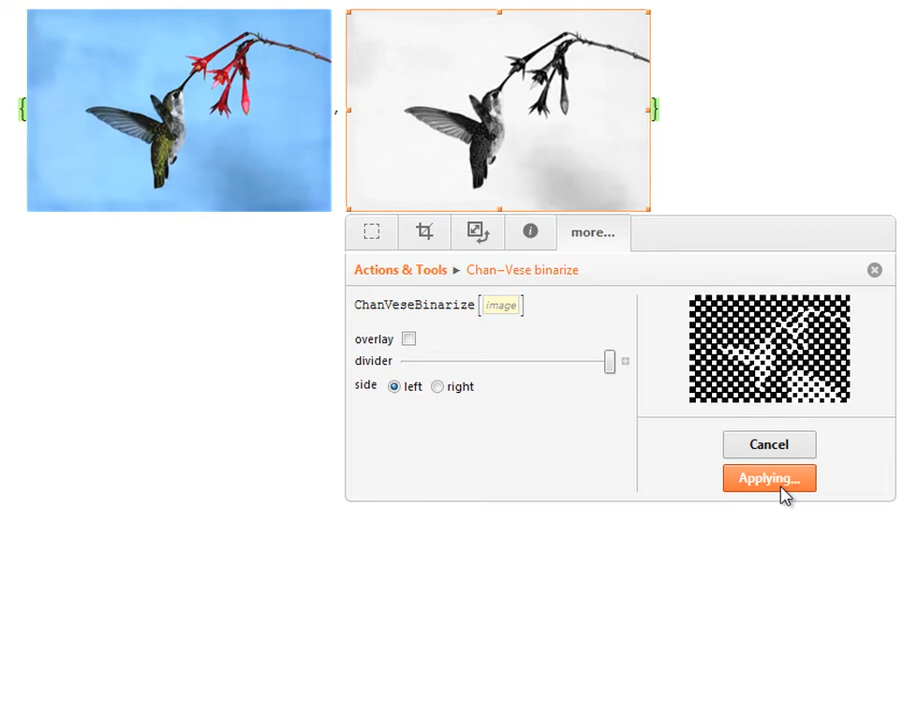 { , }
more...
Actions & Tools ▶ Chan–Vese binarize
ChanVeseBinarize[image]
overlay
divider
side left right
Cancel
Applying...